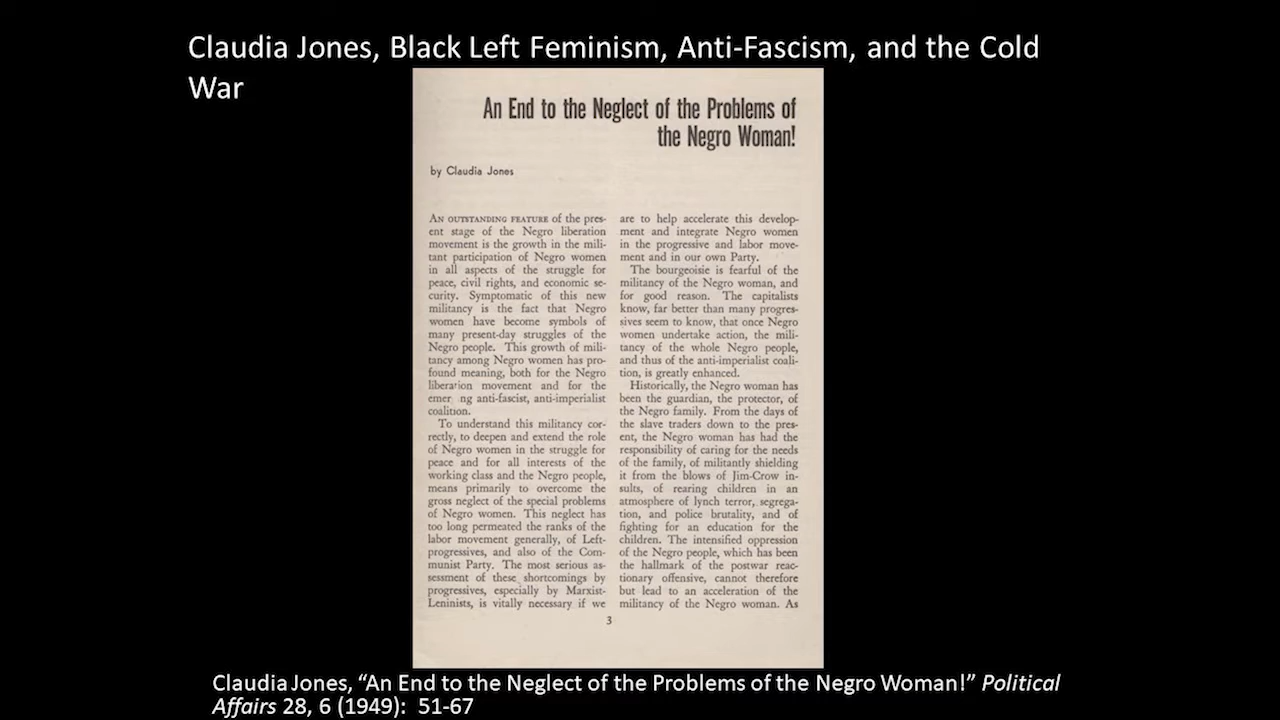 Claudia Jones, Black Left Feminism, Anti-Fascism, and the Cold
War
An End to the Neglect of the Problems of
the Negro Woman!
by Claudia Jones
AN OUTSTANDING FEATURE of the pres-
ent stage of the Negro liberation
movement is the growth in the mili-
tant participation of Negro women
in all aspects of the struggle for
peace, civil rights, and economic se-
curity. Symptomatic of this new
militancy is the fact that Negro
women have become symbols of
many present-day struggles of the
Negro people. This growth of mili-
tancy among Negro women has pro-
found meaning, both for the Negro
liberation movement and for the
emer ng anti-fascist, anti-imperialist
coalition.
To understand this militancy cor-
rectly, to deepen and extend the role
of Negro women in the struggle for
peace and for all interests of the
working class and the Negro people,
means primarily to overcome the
gross neglect of the special problems
of Negro women. This neglect has
too long permeated the ranks of the
labor movement generally, of Left-
progressives, and also of the Com-
munist Party. The most serious as-
sessment of these shortcomings by
progressives, especially by Marxist-
Leninists, is vitally necessary if we
are to help accelerate this develop-
ment and integrate Negro women
in the progressive and labor move-
ment and in our own Party.
The bourgeoisie is fearful of the
militancy of the Negro woman, and
for good reason. The capitalists
know, far better than many progres-
sives seem to know, that once Negro
women undertake action, the mili-
tancy of the whole Negro people,
and thus of the anti-imperialist coali-
tion, is greatly enhanced.
Historically, the Negro woman has
been the guardian, the protector, of
the Negro family. From the days of
the slave traders down to the pres-
ent, the Negro woman has had the
responsibility of caring for the needs
of the family, of militantly shielding
it from the blows of Jim-Crow in-
sults, of rearing children in an
atmosphere of lynch terror, segrega-
tion, and police brutality, and of
fighting for an education for the
children. The intensified oppression
of the Negro people, which has been
the hallmark of the postwar reac-
tionary offensive, cannot therefore
but lead to an acceleration of the
militancy of the Negro woman. As
3
Claudia Jones, “An End to the Neglect of the Problems of the Negro Woman!” Political
Affairs 28, 6 (1949): 51-67